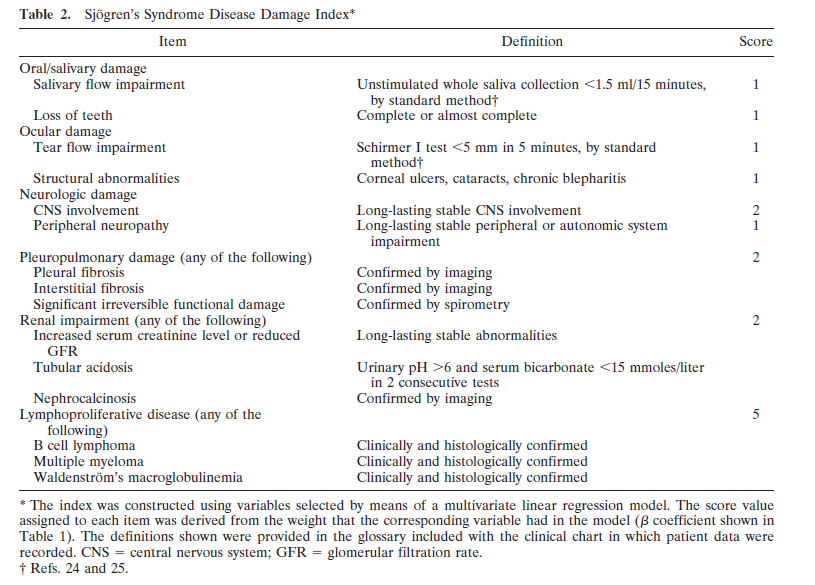 Table 2. Sjögren's Syndrome Disease Damage Index*
Item Definition Score
Oral/salivary damage
Salivary flow impairment Unstimulated whole saliva collection <1.5 ml/15 minutes, 1
by standard method†
Loss of teeth Complete or almost complete 1
Ocular damage
Tear flow impairment Schirmer I test <5 mm in 5 minutes, by standard 1
method†
Structural abnormalities Corneal ulcers, cataracts, chronic blepharitis 1
Neurologic damage
CNS involvement Long-lasting stable CNS involvement 2
Peripheral neuropathy Long-lasting stable peripheral or autonomic system 1
impairment
Pleuropulmonary damage (any of the following) 2
Pleural fibrosis Confirmed by imaging
Interstitial fibrosis Confirmed by imaging
Significant irreversible functional damage Confirmed by spirometry
Renal impairment (any of the following) 2
Increased serum creatinine level or reduced Long-lasting stable abnormalities
GFR
Tubular acidosis Urinary pH >6 and serum bicarbonate <15 mmoles/liter
in 2 consecutive tests
Nephrocalcinosis Confirmed by imaging
Lymphoproliferative disease (any of the 5
following)
B cell lymphoma Clinically and histologically confirmed
Multiple myeloma Clinically and histologically confirmed
Waldenström's macroglobulinemia Clinically and histologically confirmed
* The index was constructed using variables selected by means of a multivariate linear regression model. The score value
assigned to each item was derived from the weight that the corresponding variable had in the model (β coefficient shown in
Table 1). The definitions shown were provided in the glossary included with the clinical chart in which patient data were
recorded. CNS = central nervous system; GFR = glomerular filtration rate.
† Refs. 24 and 25.